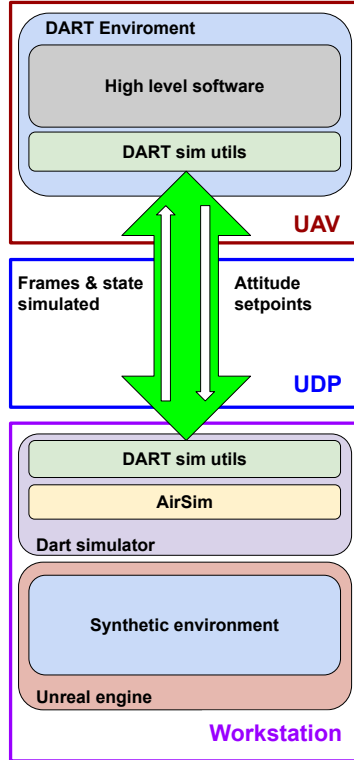 DART Enviroment
High level software
DART sim utils
UAV
Frames & state
simulated
Attitude
setpoints
UDP
DART sim utils
AirSim
Dart simulator
Synthetic environment
Unreal engine
Workstation